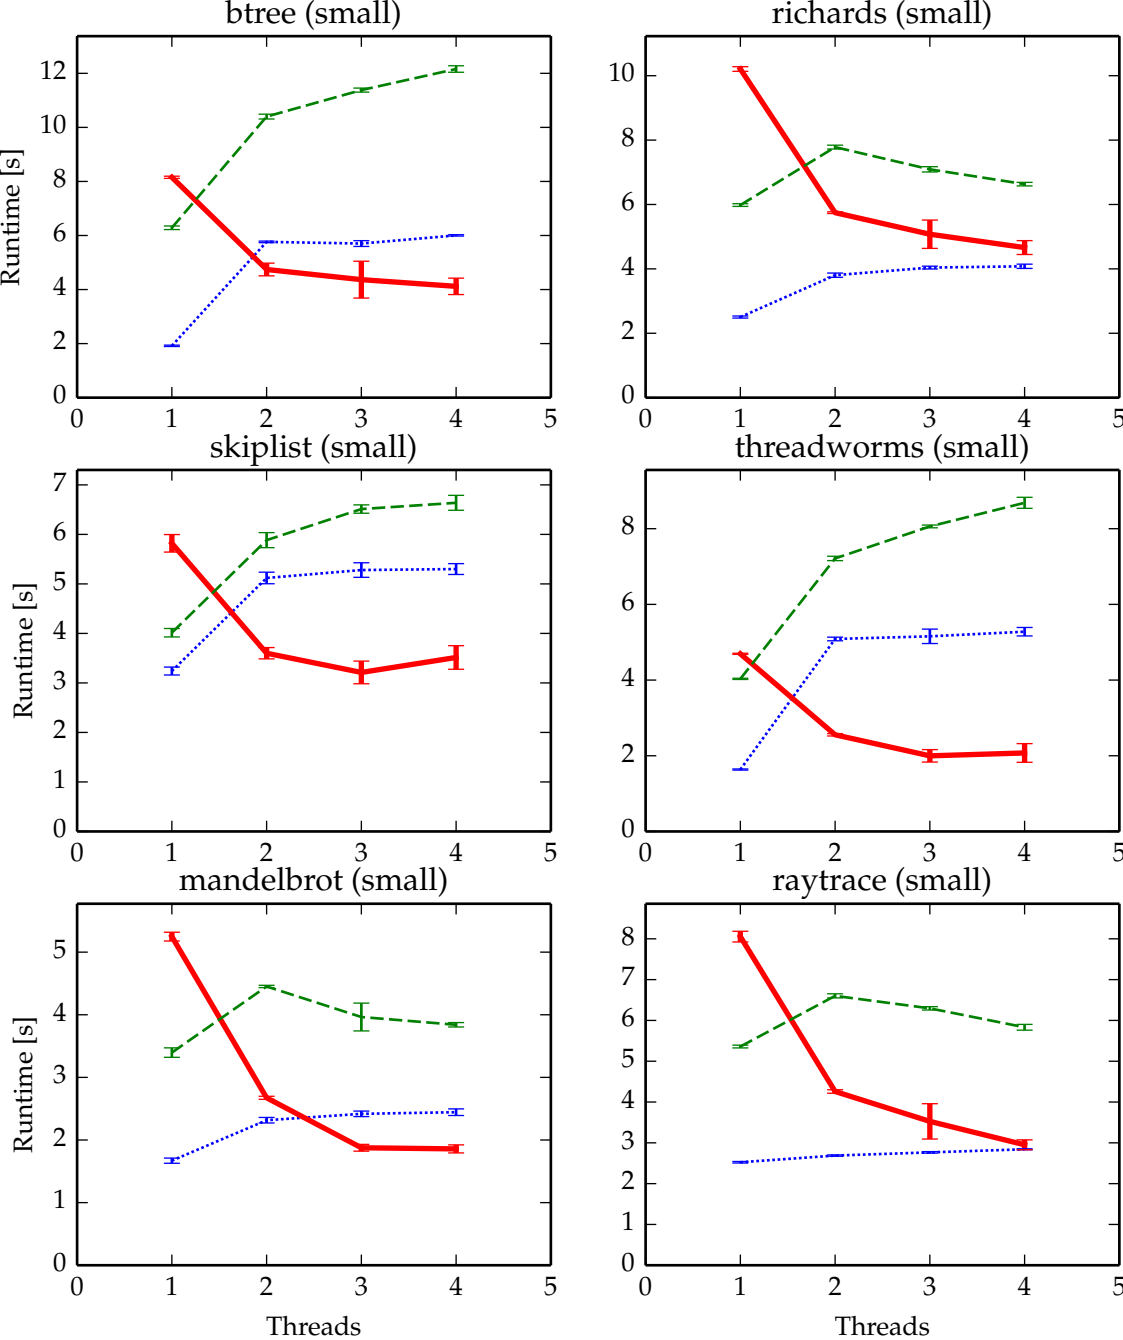 btree (small)
richards (small)
Runtime [s]
12
10
8
6
4
2
0
0 1 2 3 4 5
10
8
6
4
2
0
0 1 2 3 4 5
skiplist (small)
threadworms (small)
Runtime [s]
7
6
5
4
3
2
1
0
0 1 2 3 4 5
8
6
4
2
0
0 1 2 3 4 5
mandelbrot (small)
raytrace (small)
Runtime [s]
5
4
3
2
1
0
0 1 2 3 4 5
Threads
8
7
6
5
4
3
2
1
0
0 1 2 3 4 5
Threads